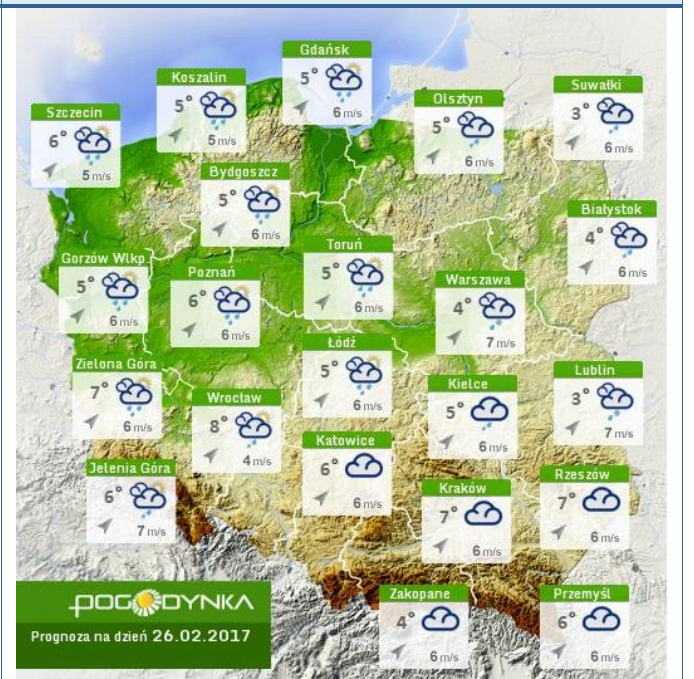 Gdańsk
5°
6 m/s
Koszalin
5°
5 m/s
Suwałki
3°
6 m/s
Olsztyn
5°
6 m/s
Szczecin
6°
5 m/s
Bydgoszcz
5°
6 m/s
Białystok
4°
6 m/s
Toruń
5°
6 m/s
Gorzów Wlkp.
5°
6 m/s
Poznań
6°
6 m/s
Warszawa
4°
7 m/s
Łódź
5°
6 m/s
Zielona Góra
7°
6 m/s
Lublin
3°
7 m/s
Kielce
5°
6 m/s
Wrocław
8°
4 m/s
Katowice
6°
6 m/s
Jelenia Góra
6°
7 m/s
Rzeszów
7°
6 m/s
Kraków
7°
6 m/s
Zakopane
4°
6 m/s
Przemyśl
6°
6 m/s
POGODYNKA
Prognoza na dzień 26.02.2017